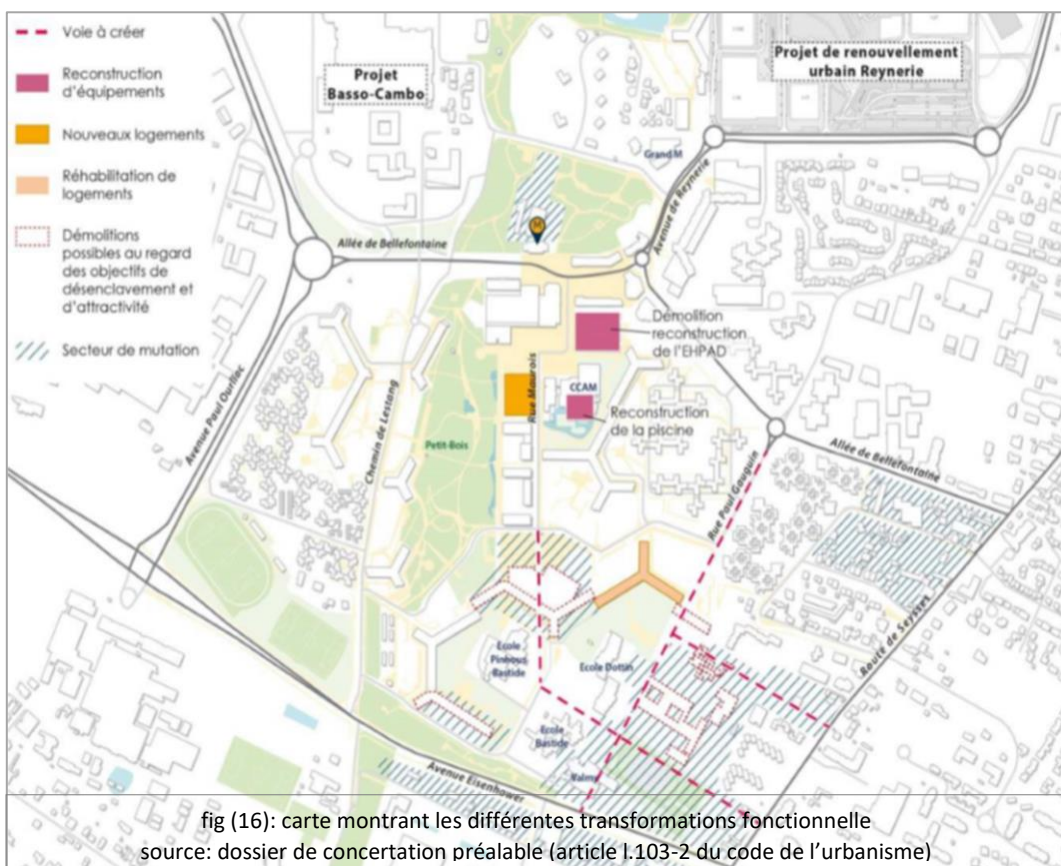 Voie à créer
Reconstruction
d'équipements
Nouveaux logements
Réhabilitation de
logements
Démolitions
possibles au regard
des objectifs de
désenclavement et
d'attractivité
Secteur de mutation
Projet
Basso-Cambo
Projet de renouvellement
urbain Reynerie
Grand M
Avenue de Reynerie
M
Allée de Bellefontaine
Démolition
reconstruction
de l'EHPAD
Avenue Paul Ourliac
Chemin de Lestang
Rue Maurois
CCAM
Reconstruction
de la piscine
Petit-Bois
Rue Paul Gauguin
Allée de Bellefontaine
Route de Seysses
Ecole
Bastide
Ecole Dottin
Ecole
Bastide
Avenue Eisenhower
fig (16): carte montrant les différentes transformations fonctionnelle
source: dossier de concertation préalable (article l.103-2 du code de l'urbanisme)